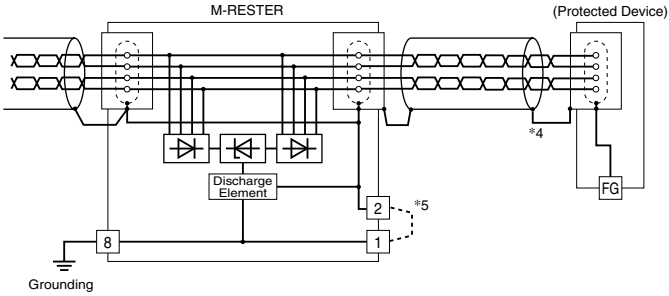 M-RESTER
(Protected Device)
*4
Discharge
Element
FG
2
*5
8
1
Grounding